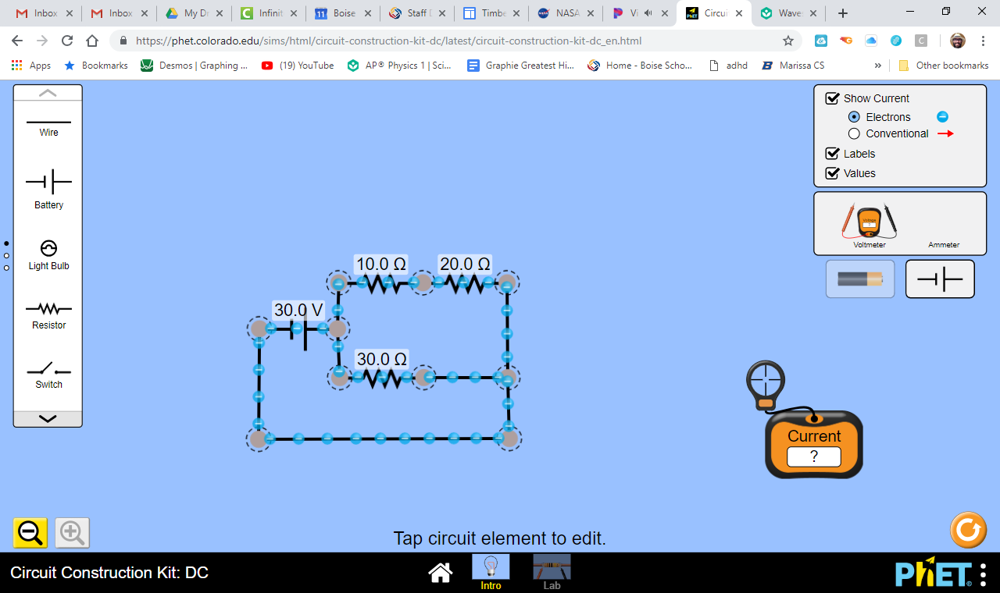 Inbox
Inbox
My Dr
Infinit
11 Boise
Staff D
Timbe
NASA
Vi
Circui
Wave
https://phet.colorado.edu/sims/html/circuit-construction-kit-dc/latest/circuit-construction-kit-dc_en.html
Apps Bookmarks Desmos | Graphing ... (19) YouTube AP® Physics 1 | Sci... Graphie Greatest Hi... Home - Boise Scho... adhd Marissa CS » Other bookmarks
Wire
Battery
Light Bulb
Resistor
Switch
Show Current
Electrons
Conventional
Labels
Values
Voltage
?
Voltmeter
Ammeter
10.0 Ω
20.0 Ω
30.0 V
30.0 Ω
Current
?
Tap circuit element to edit.
Circuit Construction Kit: DC
Intro
Lab
PhET